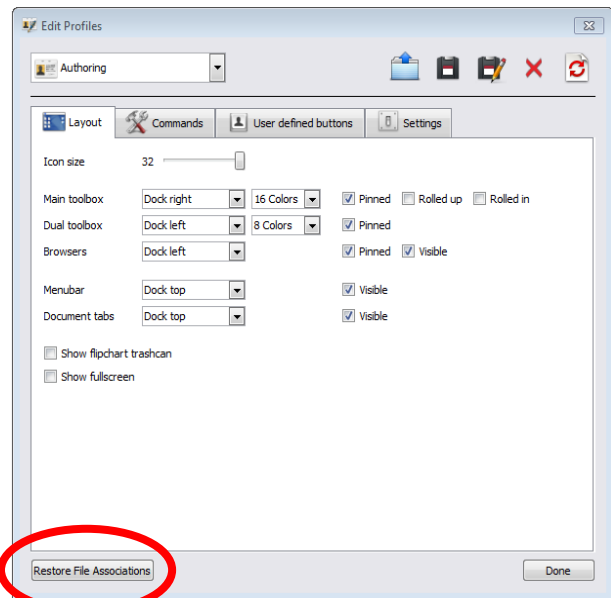 Edit Profiles
Authoring
Layout Commands User defined buttons Settings
Icon size 32
Main toolbox Dock right 16 Colors Pinned Rolled up Rolled in
Dual toolbox Dock left 8 Colors Pinned
Browsers Dock left Pinned Visible
Menubar Dock top Visible
Document tabs Dock top Visible
Show flipchart trashcan
Show fullscreen
Restore File Associations Done